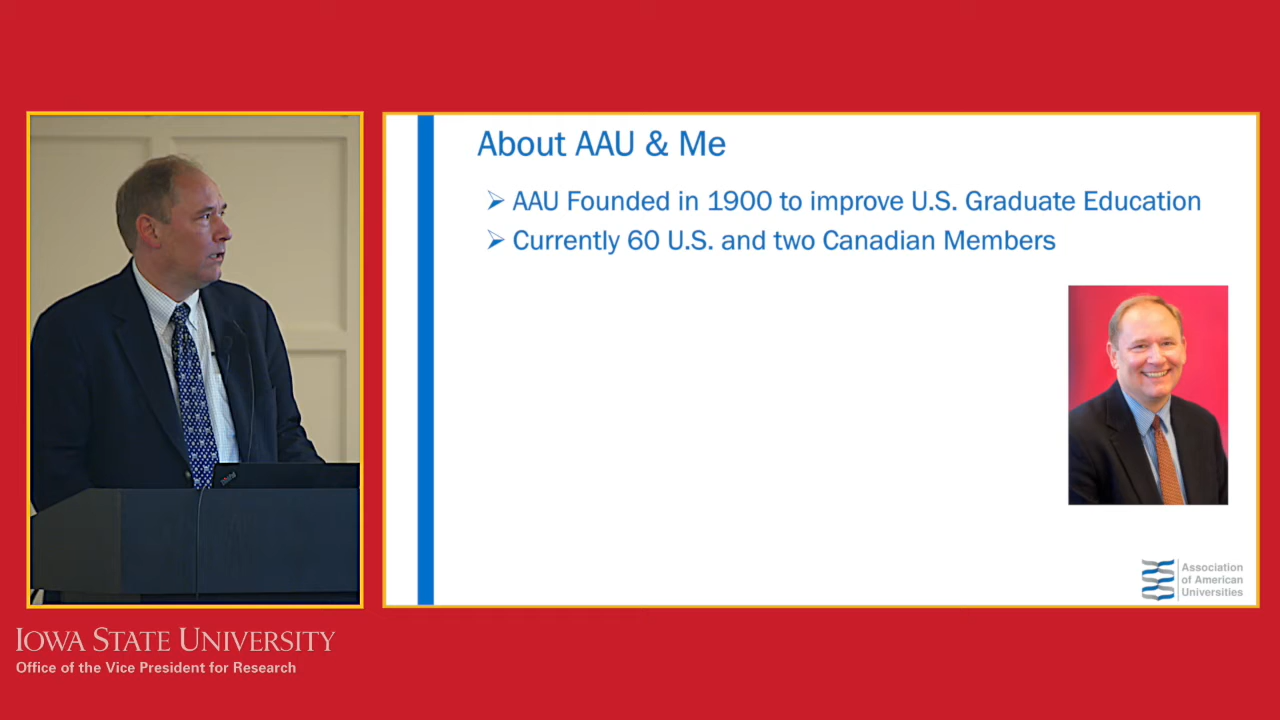 About AAU & Me
AAU Founded in 1900 to improve U.S. Graduate Education
Currently 60 U.S. and two Canadian Members
Association
of American
Universities
IOWA STATE UNIVERSITY
Office of the Vice President for Research